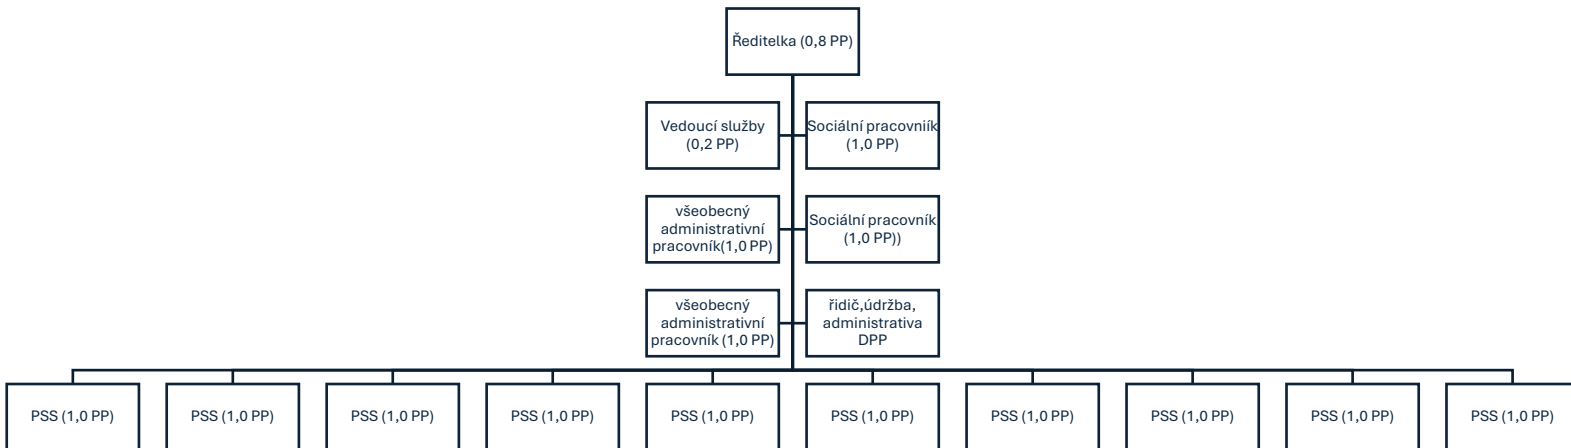 Ředitelka (0,8 PP)
Vedoucí služby
(0,2 PP)
Sociální pracovniík
(1,0 PP)
všeobecný
administrativní
pracovník(1,0 PP)
Sociální pracovník
(1,0 PP))
všeobecný
administrativní
pracovník (1,0 PP)
řidič,údržba,
administrativa
DPP
PSS (1,0 PP)
PSS (1,0 PP)
PSS (1,0 PP)
PSS (1,0 PP)
PSS (1,0 PP)
PSS (1,0 PP)
PSS (1,0 PP)
PSS (1,0 PP)
PSS (1,0 PP)
PSS (1,0 PP)